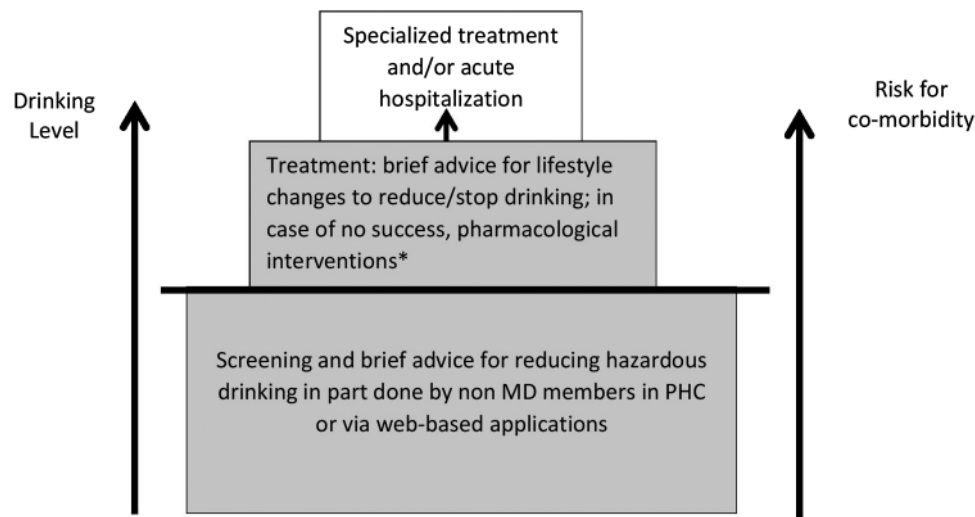 Specialized treatment
and/or acute
hospitalization
Drinking
Level
Risk for
co-morbidity
Treatment: brief advice for lifestyle
changes to reduce/stop drinking; in
case of no success, pharmacological
interventions*
Screening and brief advice for reducing hazardous
drinking in part done by non MD members in PHC
or via web-based applications